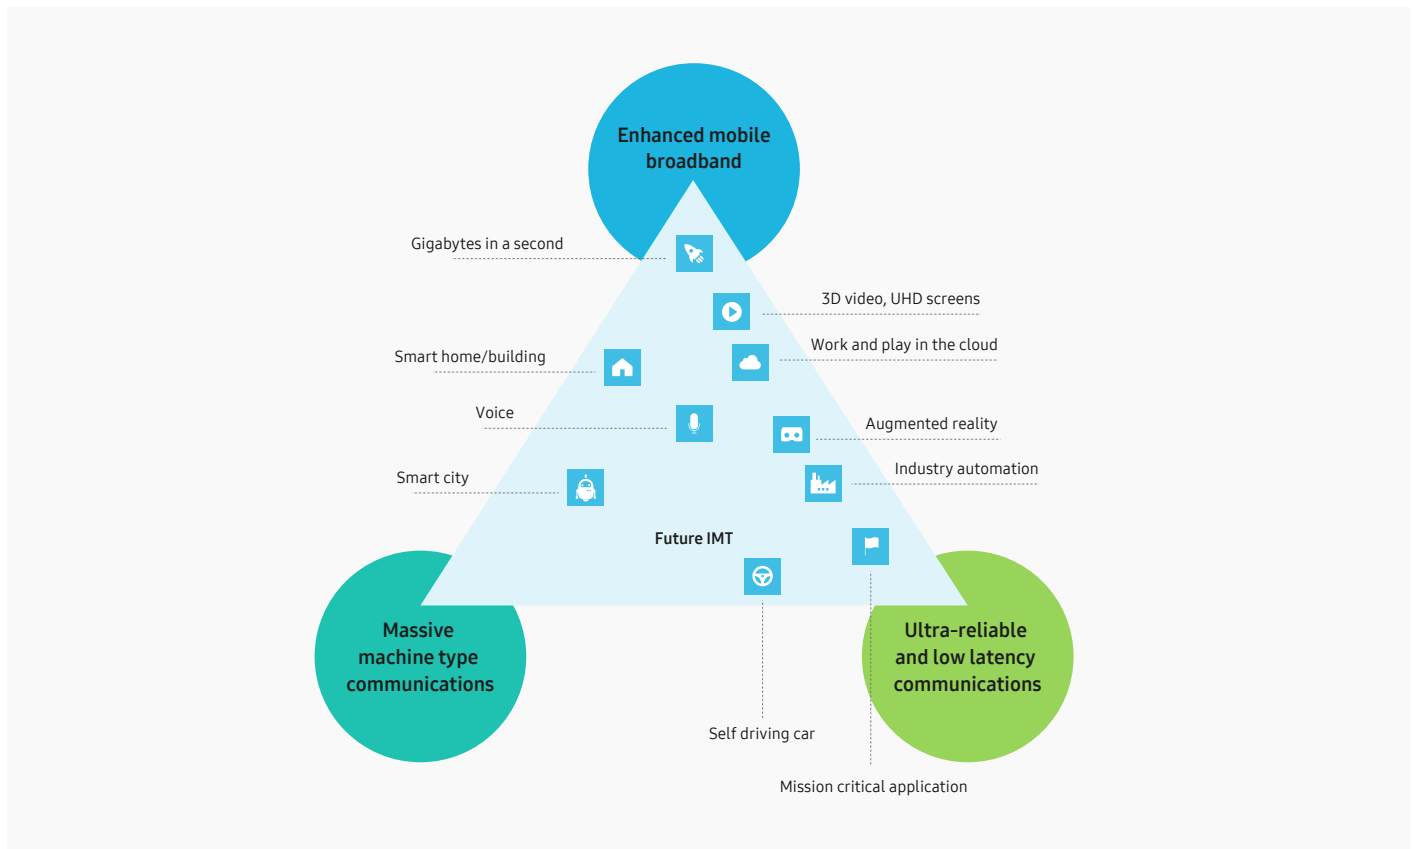 Enhanced mobile
broadband
Gigabytes in a second
3D video, UHD screens
Work and play in the cloud
Smart home/building
Voice
Augmented reality
Industry automation
Smart city
Future IMT
Massive
machine type
communications
Ultra-reliable
and low latency
communications
Self driving car
Mission critical application